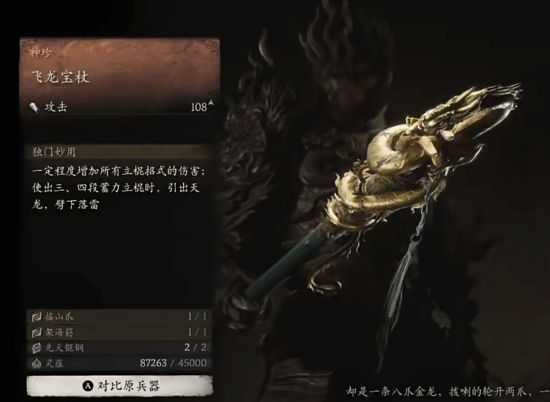 神珍
飞龙宝杖
攻击 108
独门妙用
一定程度增加所有立棍招式的伤害;
使出三、四段蓄力立棍时，引出天
龙，劈下落雷
摇山爪 1 / 1
架海筋 1 / 1
先天锟钢 2 / 2
灵蕴 87263 / 45000
A 对比原兵器
却是一条八爪金龙，拨喇的轮开两爪，一